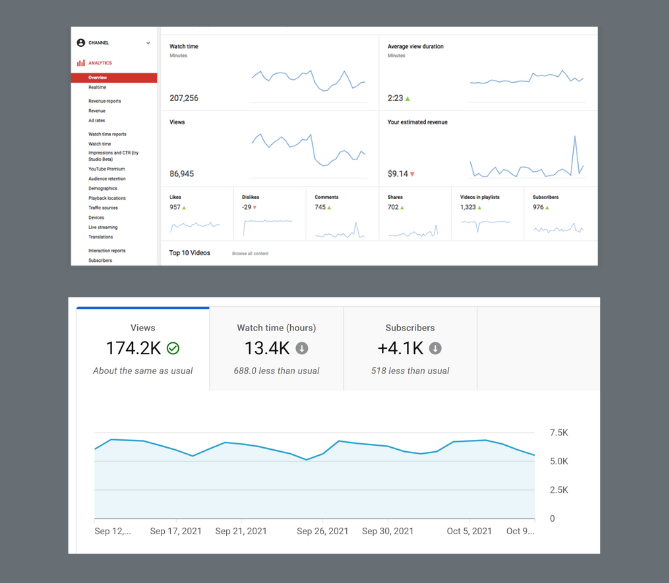 CHANNEL
ANALYTICS
Overview
Realtime
Revenue reports
Revenue
Ad rates
Watch time reports
Watch time
Impressions and CTR (by
Studio Beta)
YouTube Premium
Audience retention
Demographics
Playback locations
Traffic sources
Devices
Live streaming
Translations
Interaction reports
Subscribers
Watch time
Minutes
207,256
Average view duration
Minutes
2:23
Views
86,945
Your estimated revenue
$9.14
Likes
957
Dislikes
-29
Comments
745
Shares
702
Videos in playlists
1,323
Subscribers
976
Top 10 Videos Browse all content
Views
174.2K
About the same as usual
Watch time (hours)
13.4K
688.0 less than usual
Subscribers
+4.1K
518 less than usual
7.5K
5.0K
2.5K
0
Sep 12,... Sep 17, 2021 Sep 21, 2021 Sep 26, 2021 Sep 30, 2021 Oct 5, 2021 Oct 9...